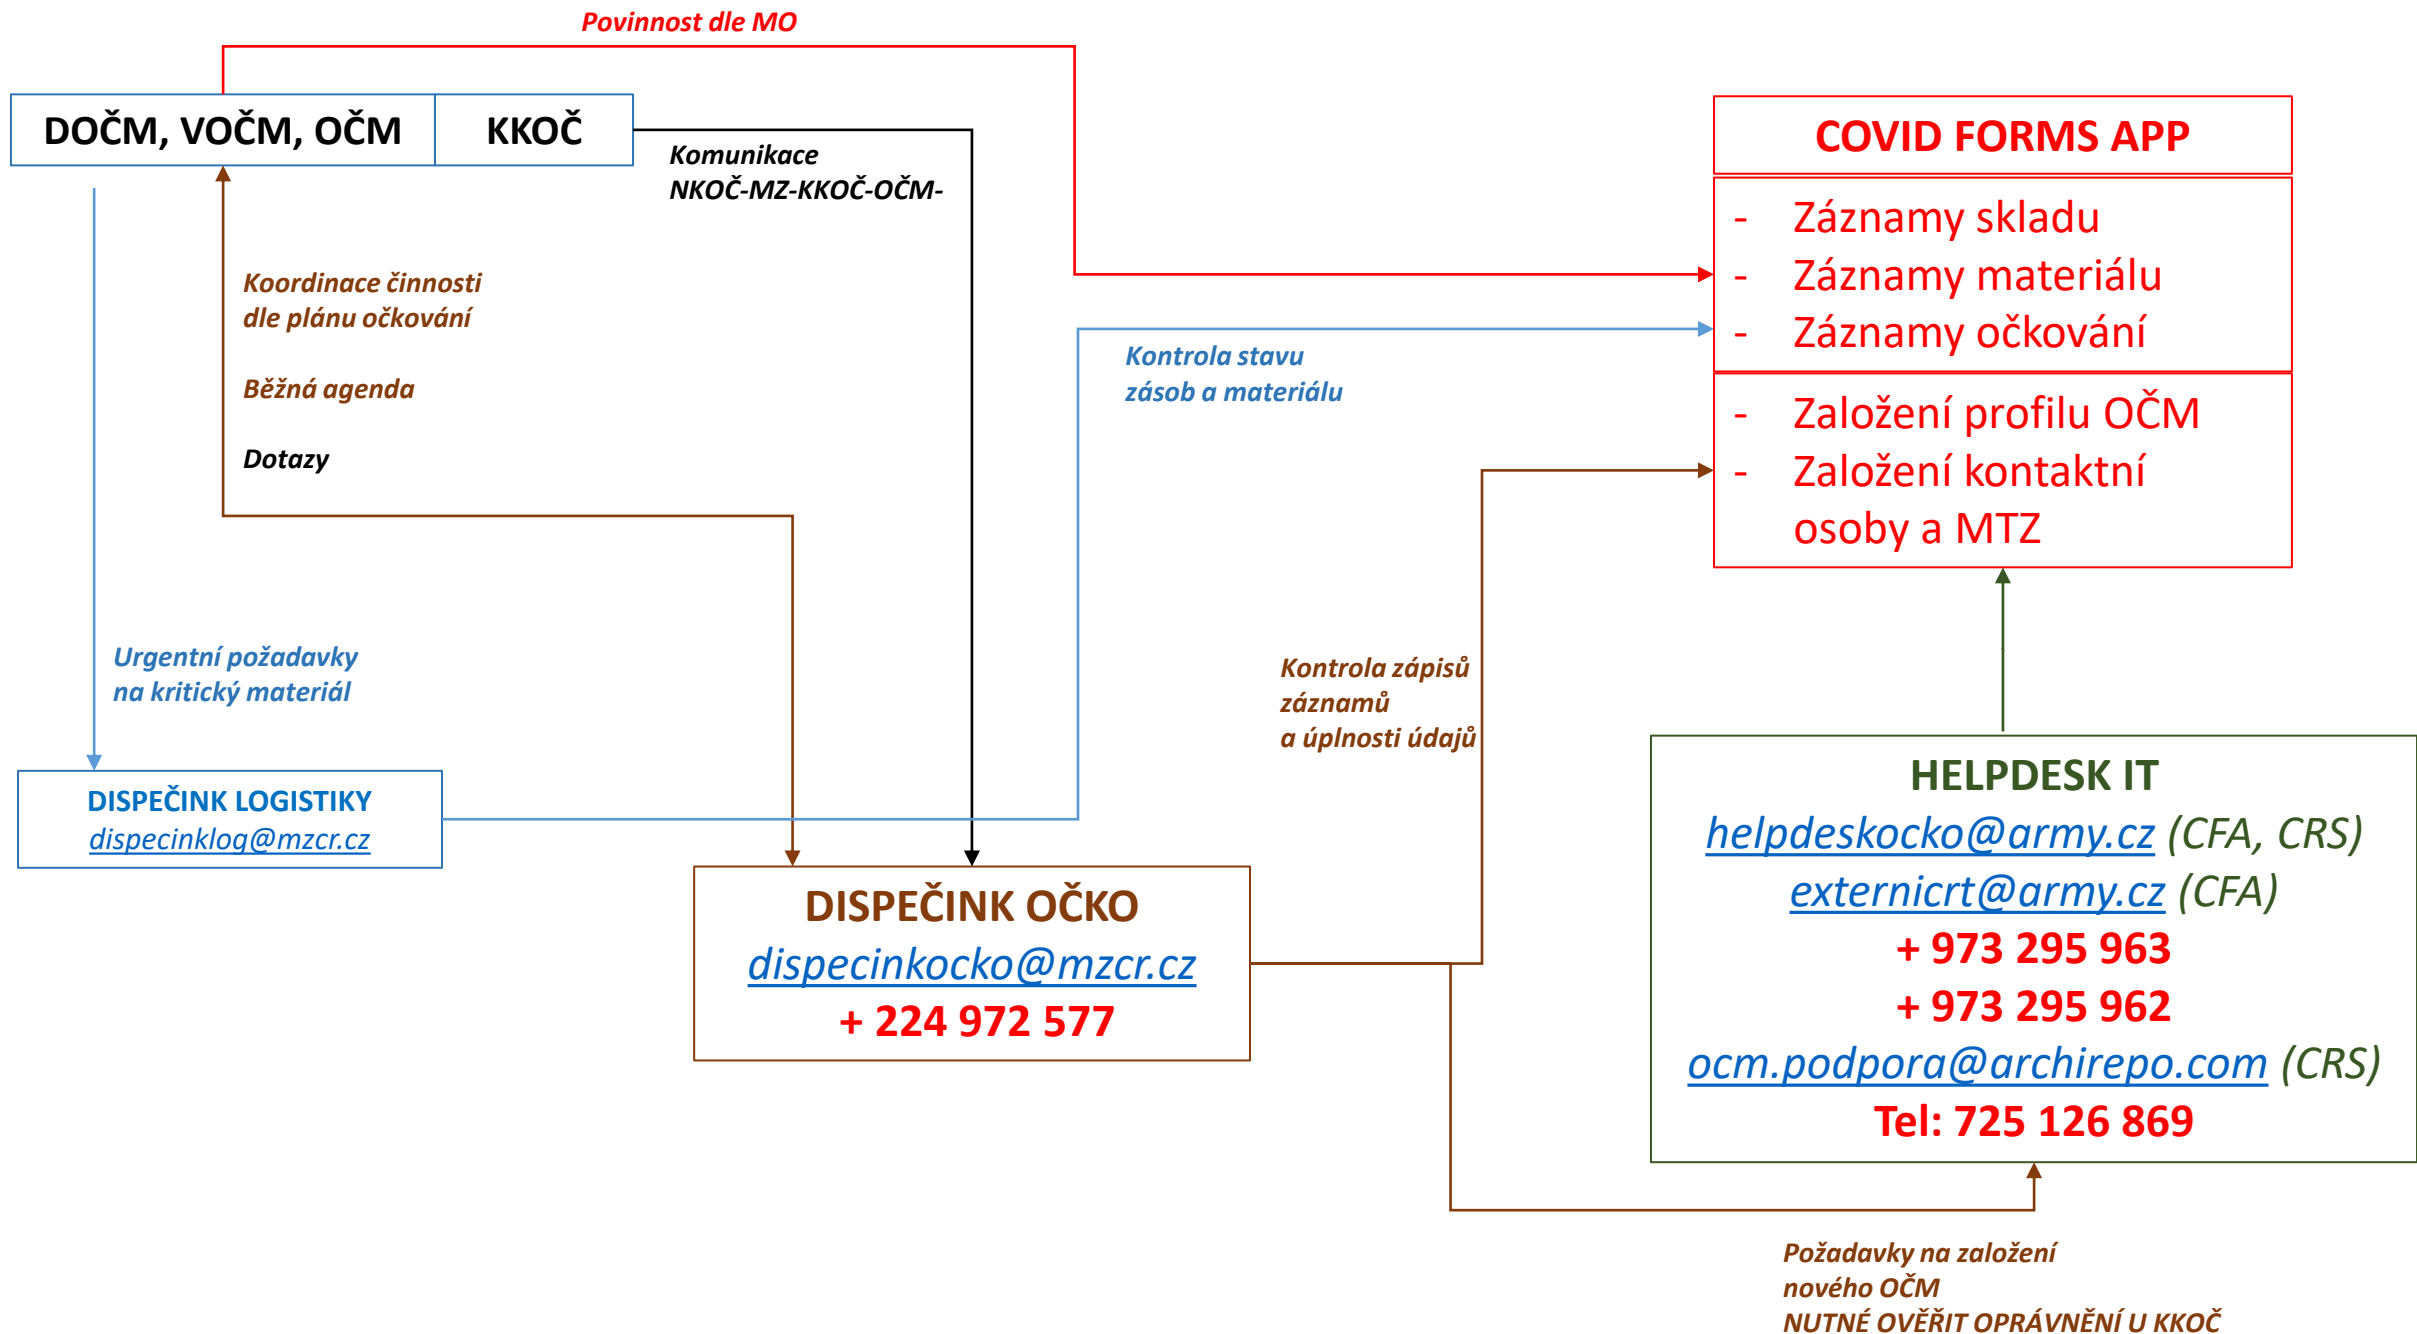 Povinnost dle MO
DOČM, VOČM, OČM
KKOČ
Komunikace
NKOČ-MZ-KKOČ-OČM-
COVID FORMS APP
- Záznamy skladu
- Záznamy materiálu
- Záznamy očkování
- Založení profilu OČM
- Založení kontaktní
osoby a MTZ
Koordinace činnosti
dle plánu očkování
Běžná agenda
Dotazy
Kontrola stavu
zásob a materiálu
Urgentní požadavky
na kritický materiál
Kontrola zápisů
záznamů
a úplnosti údajů
DISPEČINK LOGISTIKY
dispecinklog@mzcr.cz
DISPEČINK OČKO
dispecinkocko@mzcr.cz
+ 224 972 577
HELPDESK IT
helpdeskocko@army.cz (CFA, CRS)
externicrt@army.cz (CFA)
+ 973 295 963
+ 973 295 962
ocm.podpora@archirepo.com (CRS)
Tel: 725 126 869
Požadavky na založení
nového OČM
NUTNÉ OVĚŘIT OPRÁVNĚNÍ U KKOČ